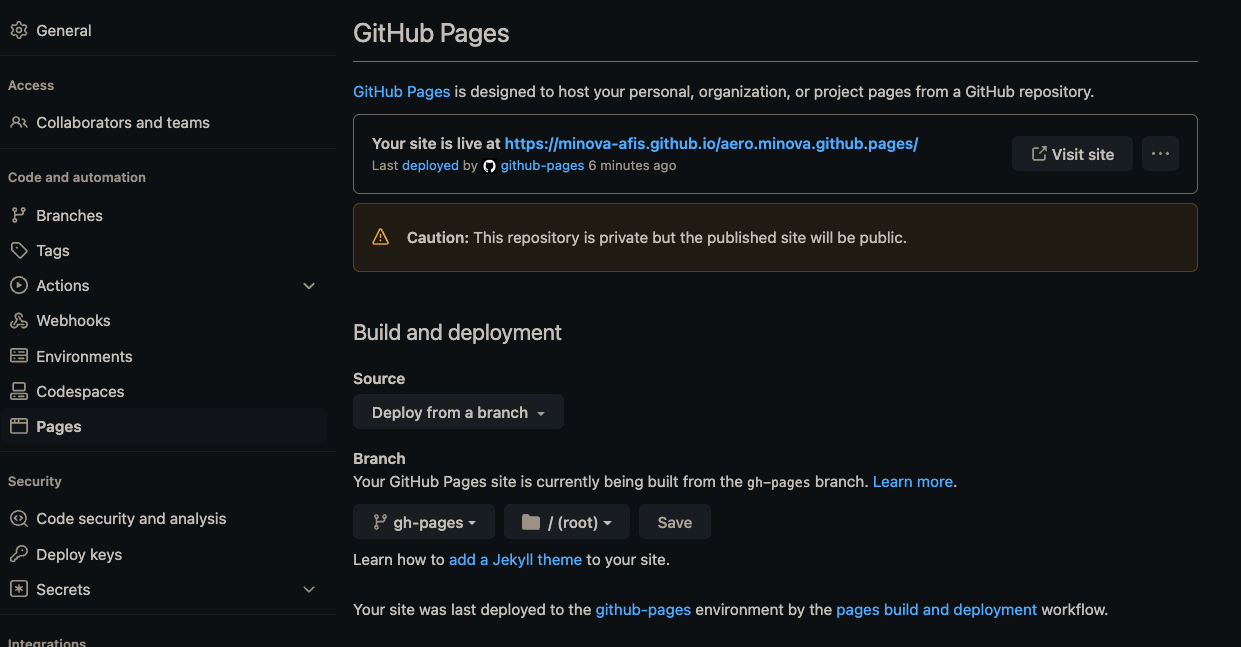 General
Access
Collaborators and teams
Code and automation
Branches
Tags
Actions
Webhooks
Environments
Codespaces
Pages
Security
Code security and analysis
Deploy keys
Secrets
Integrations
GitHub Pages
GitHub Pages is designed to host your personal, organization, or project pages from a GitHub repository.
Your site is live at https://minova-afis.github.io/aero.minova.github.pages/
Last deployed by github-pages 6 minutes ago
Visit site
Caution: This repository is private but the published site will be public.
Build and deployment
Source
Deploy from a branch
Branch
Your GitHub Pages site is currently being built from the gh-pages branch. Learn more.
gh-pages / (root) Save
Learn how to add a Jekyll theme to your site.
Your site was last deployed to the github-pages environment by the pages build and deployment workflow.